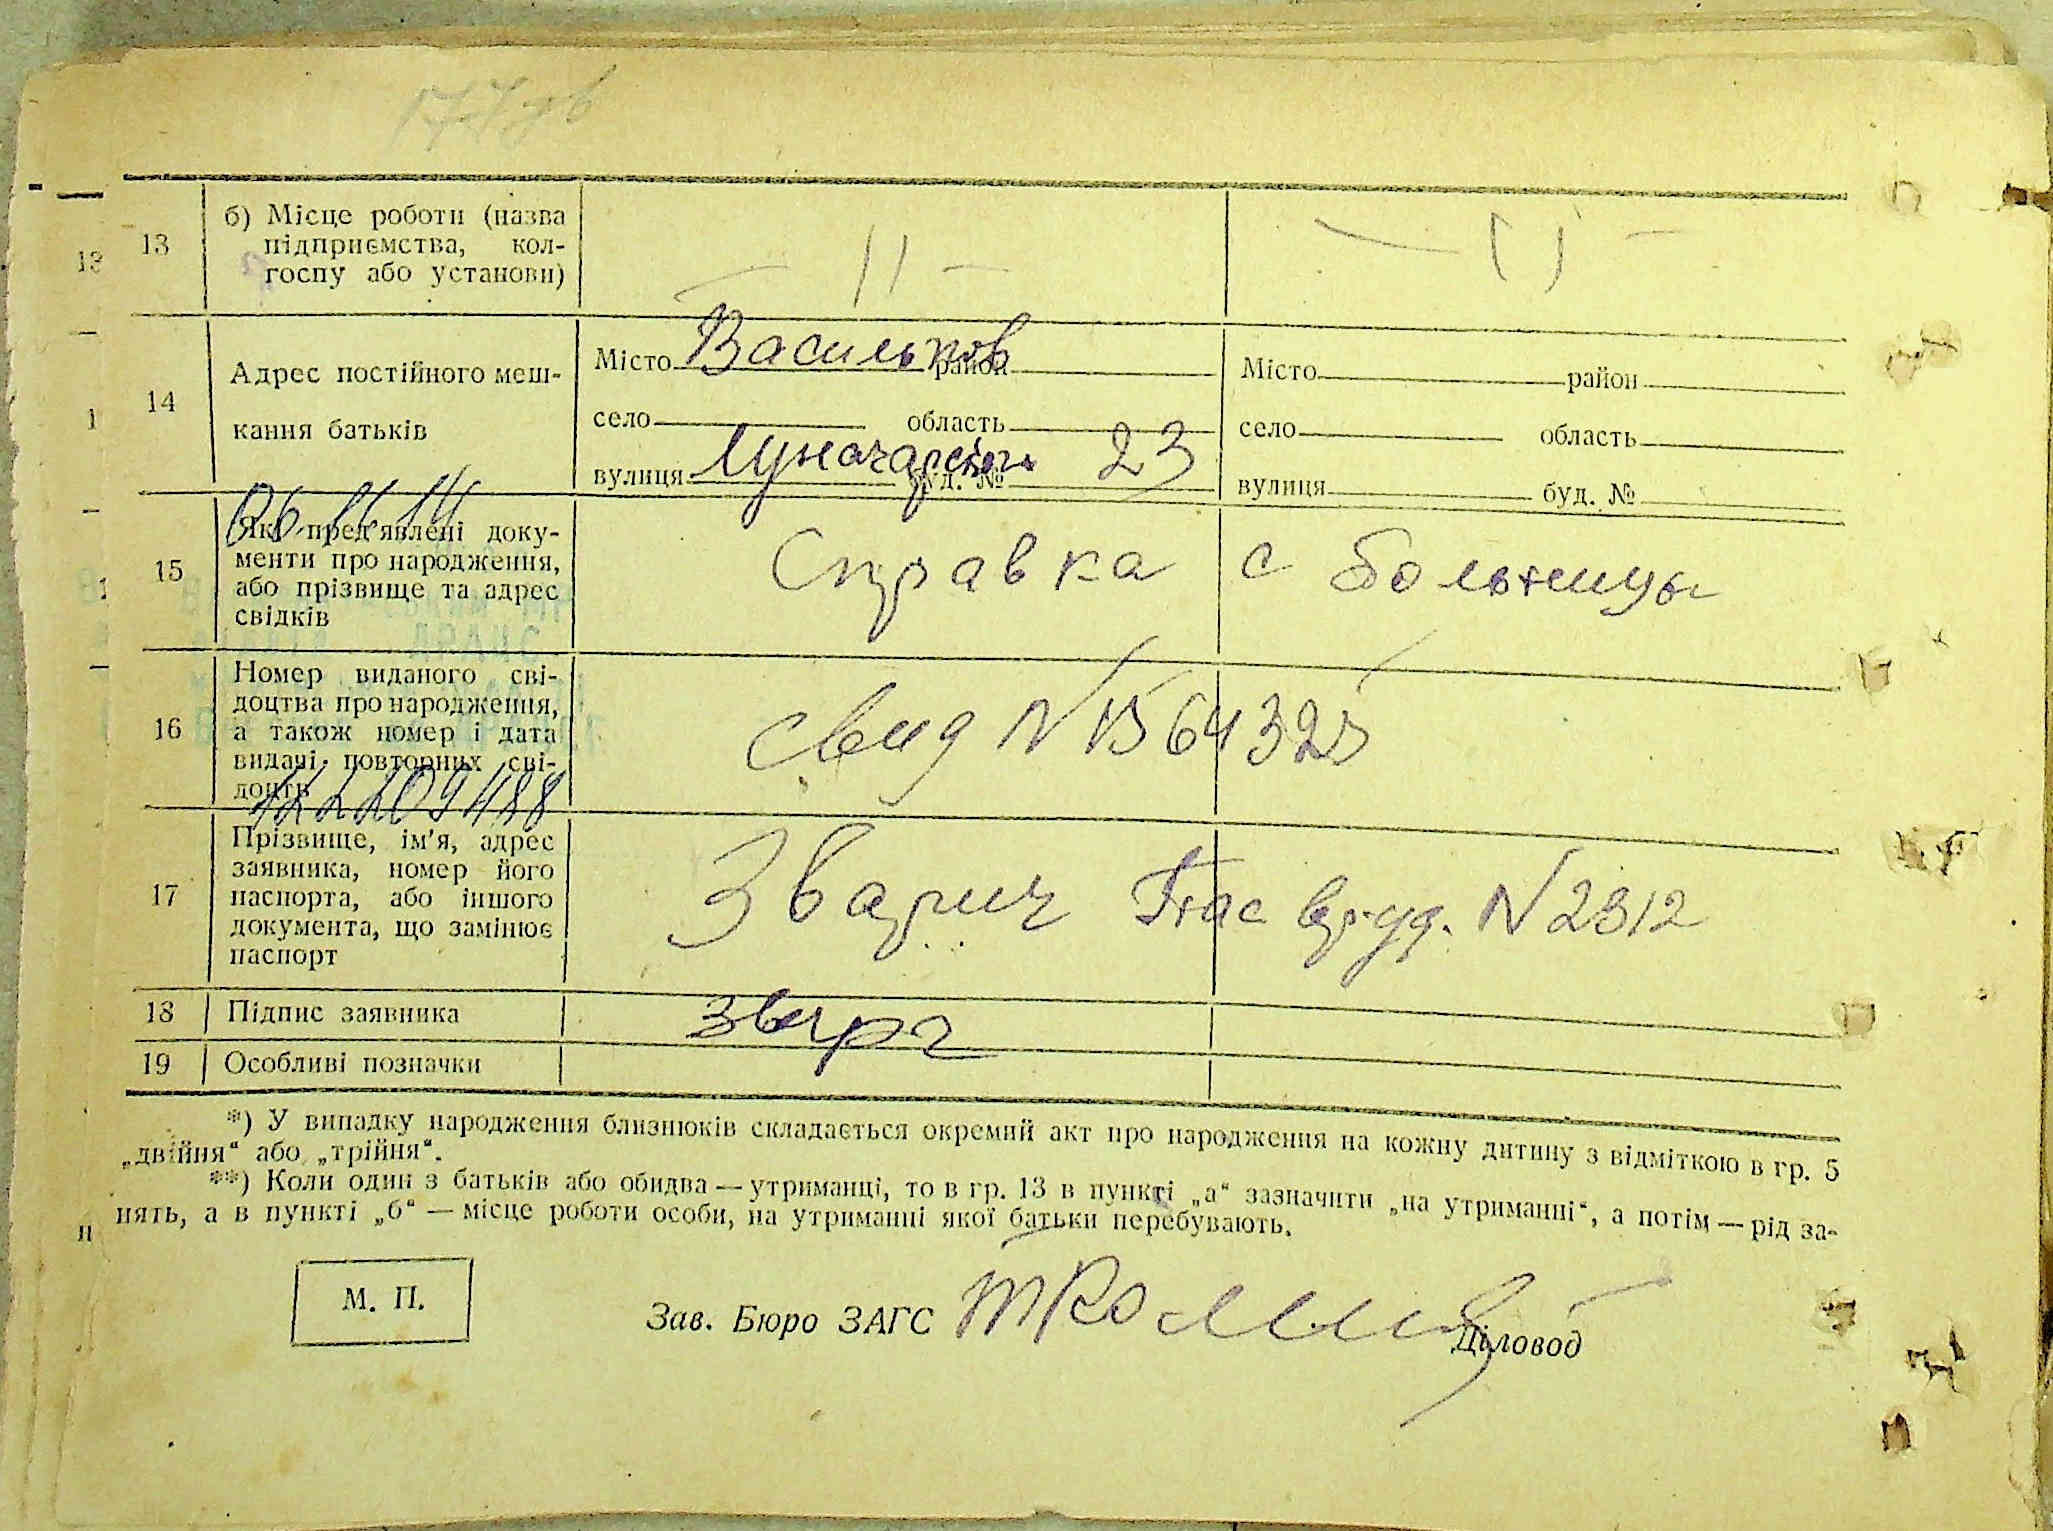 13
13 б) Місце роботи (назва
підприємства, кол-
госпу або установи)
— 11 —
— 11 —
14 Адрес постійного меш-
кання батьків
Місто Васильков район
село область
вулиця Луначарского буд. № 23
Місто район
село область
вулиця буд. №
15 Які пред'явлені доку-
менти про народження,
або прізвище та адрес
свідків
Справка с больницы
16 Номер виданого сві-
доцтва про народження,
а також номер і дата
видачі повторних сві-
доцтв
свид №
17 Прізвище, ім'я, адрес
заявника, номер його
паспорта, або іншого
документа, що замінює
паспорт
Зварич Пас N 2312
18 Підпис заявника
19 Особливі позначки
*) У випадку народження близнюків складається окремий акт про народження на кожну дитину з відміткою в гр. 5
„двійня“ або „трійня“.
**) Коли один з батьків або обидва — утриманці, то в гр. 13 в пункті „а“ зазначити „на утриманні“, а потім — рід за-
нять, а в пункті „б“ — місце роботи особи, на утриманні якої батьки перебувають.
М. П.
Зав. Бюро ЗАГС
Діловод